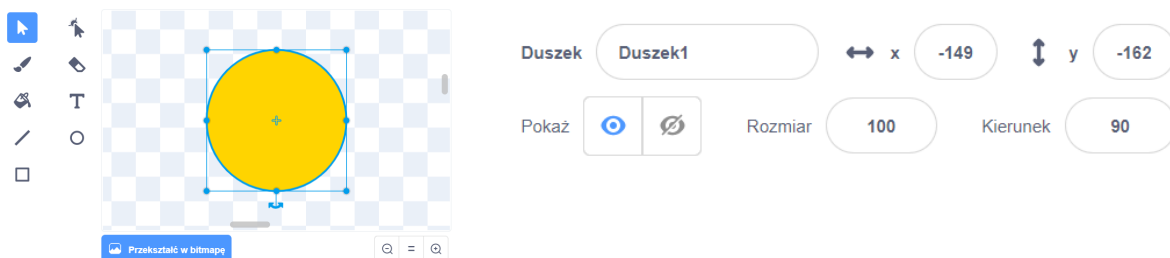 Duszek Duszek1 x -149 y -162
Pokaż Rozmiar 100 Kierunek 90
T
Przekształć w bitmapę =